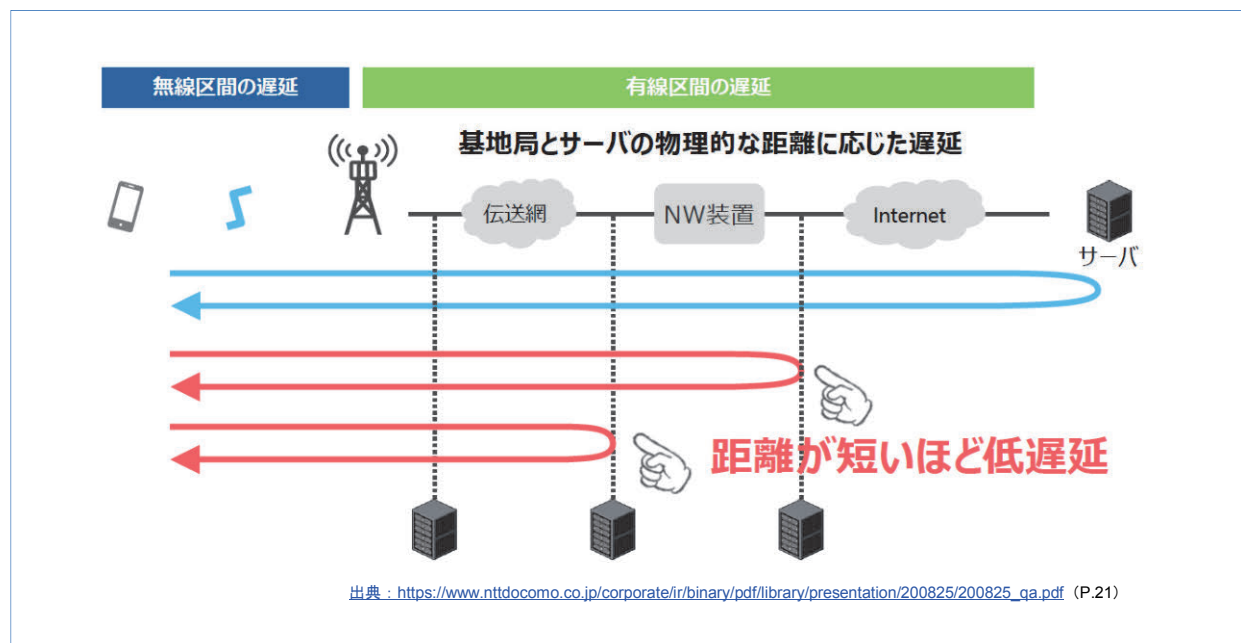 無線区間の遅延
有線区間の遅延
基地局とサーバの物理的な距離に応じた遅延
伝送網
NW装置
Internet
サーバ
距離が短いほど低遅延
出典：https://www.nttdocomo.co.jp/corporate/ir/binary/pdf/library/presentation/200825/200825_qa.pdf（P.21）